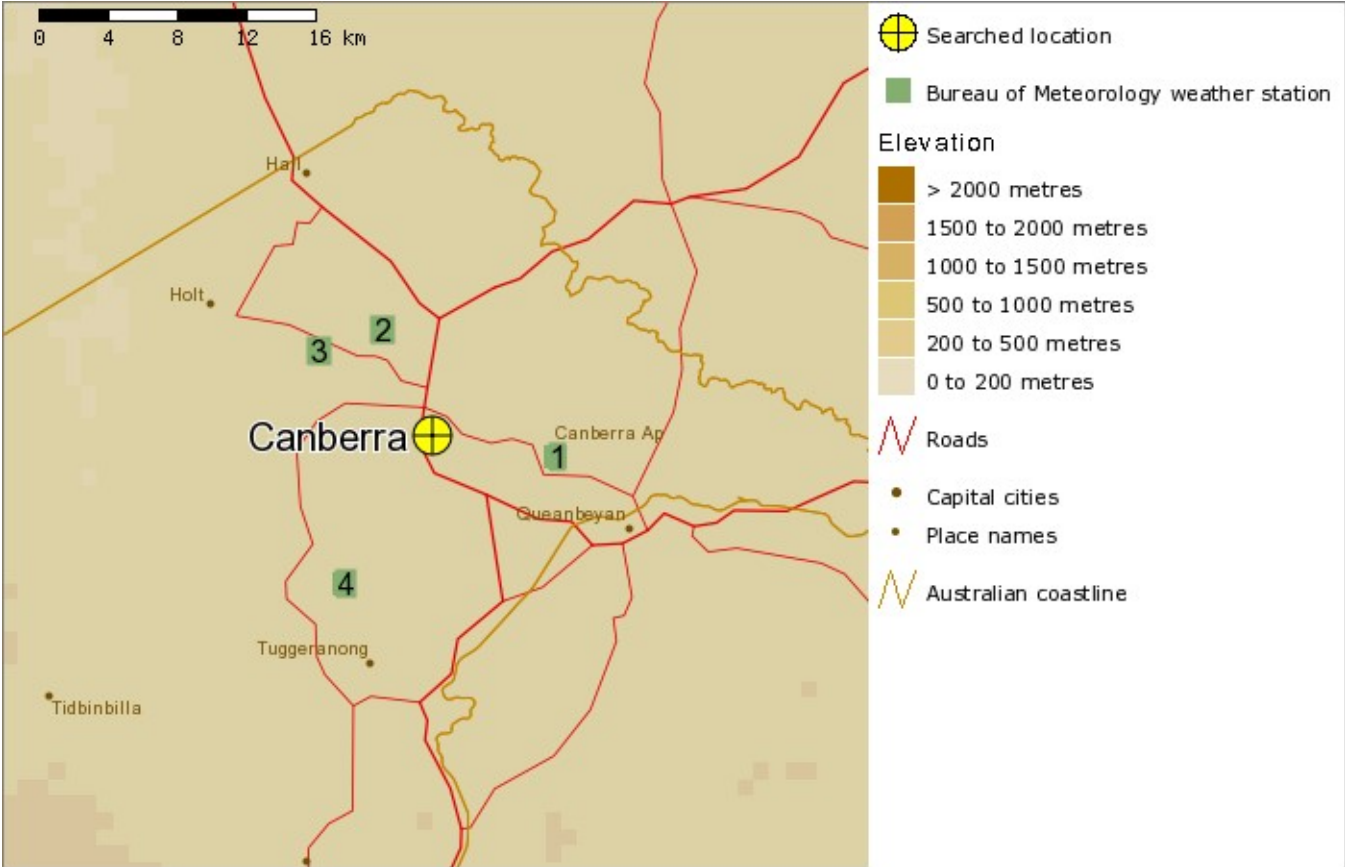 0 4 8 12 16 km
Hall
Holt
2
3
Canberra
Canberra Ap
1
Queanbeyan
4
Tuggeranong
Tidbinbilla
Searched location
Bureau of Meteorology weather station
Elevation
> 2000 metres
1500 to 2000 metres
1000 to 1500 metres
500 to 1000 metres
200 to 500 metres
0 to 200 metres
Roads
Capital cities
Place names
Australian coastline